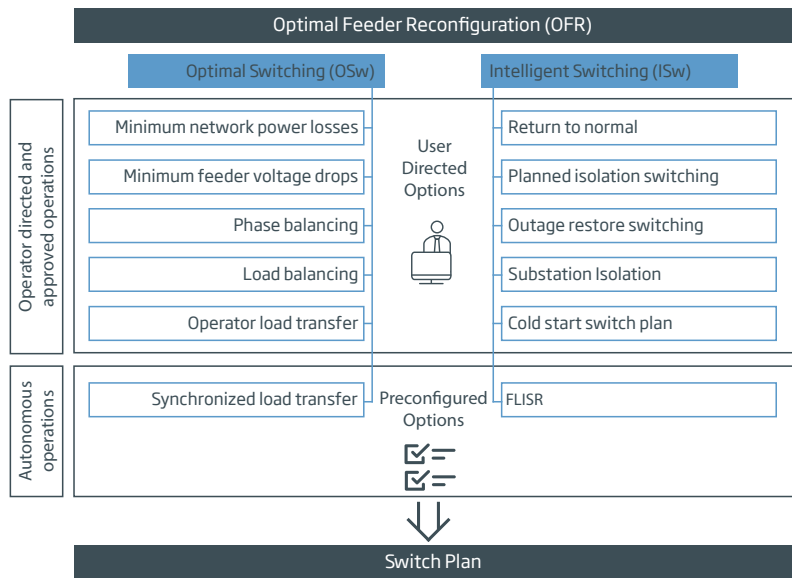 Optimal Feeder Reconfiguration (OFR)
Optimal Switching (OSw)
Intelligent Switching (ISw)
Operator directed and
approved operations
Minimum network power losses
Minimum feeder voltage drops
Phase balancing
Load balancing
Operator load transfer
User
Directed
Options
Return to normal
Planned isolation switching
Outage restore switching
Substation Isolation
Cold start switch plan
Autonomous
operations
Synchronized load transfer
Preconfigured
Options
FLISR
Switch Plan